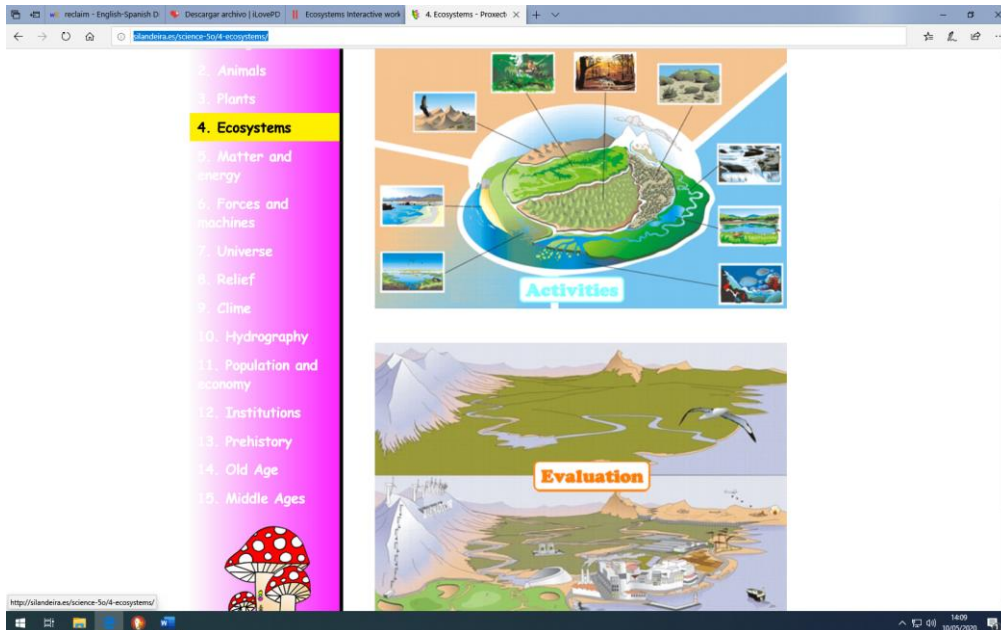 reclaim - English-Spanish D
Descargar archivo | iLovePD
Ecosystems Interactive work
4. Ecosystems - Proxect
silandeira.es/science-5o/4-ecosystems/
2. Animals
3. Plants
4. Ecosystems
5. Matter and
energy
6. Forces and
machines
7. Universe
8. Relief
9. Clime
10. Hydrography
11. Population and
economy
12. Institutions
13. Prehistory
14. Old Age
15. Middle Ages
Activities
Evaluation
http://silandeira.es/science-5o/4-ecosystems/
14:09
10/05/2020